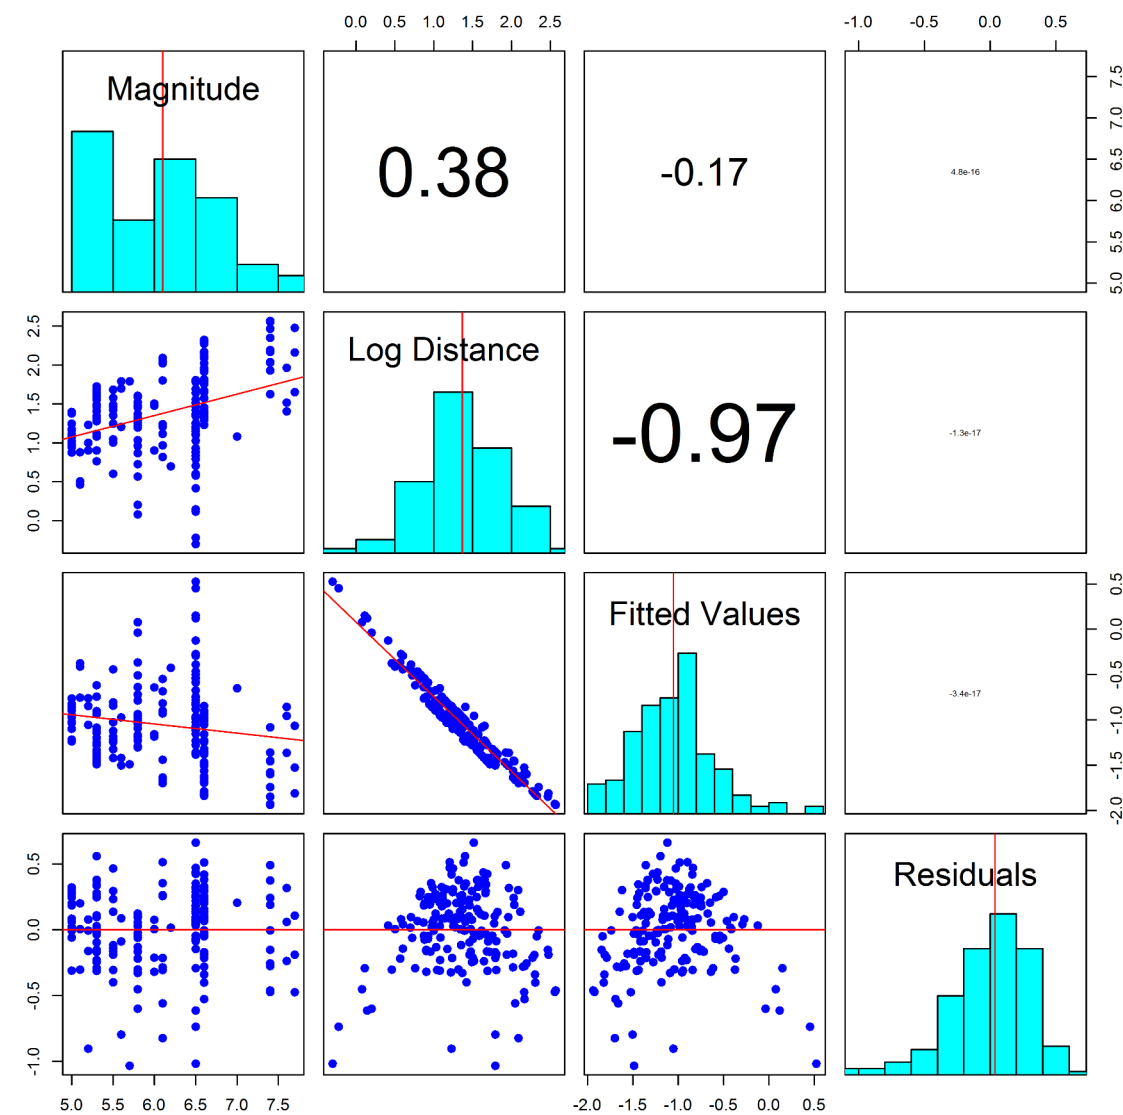 0.0 0.5 1.0 1.5 2.0 2.5
-1.0 -0.5 0.0 0.5
Magnitude
0.38
-0.17
4.8e-16
5.0 5.5 6.0 6.5 7.0 7.5
0.0 0.5 1.0 1.5 2.0 2.5
Log Distance
-0.97
-1.3e-17
Fitted Values
-3.4e-17
-2.0 -1.5 -1.0 -0.5 0.0 0.5
-1.0 -0.5 0.0 0.5
Residuals
5.0 5.5 6.0 6.5 7.0 7.5
-2.0 -1.5 -1.0 -0.5 0.0 0.5